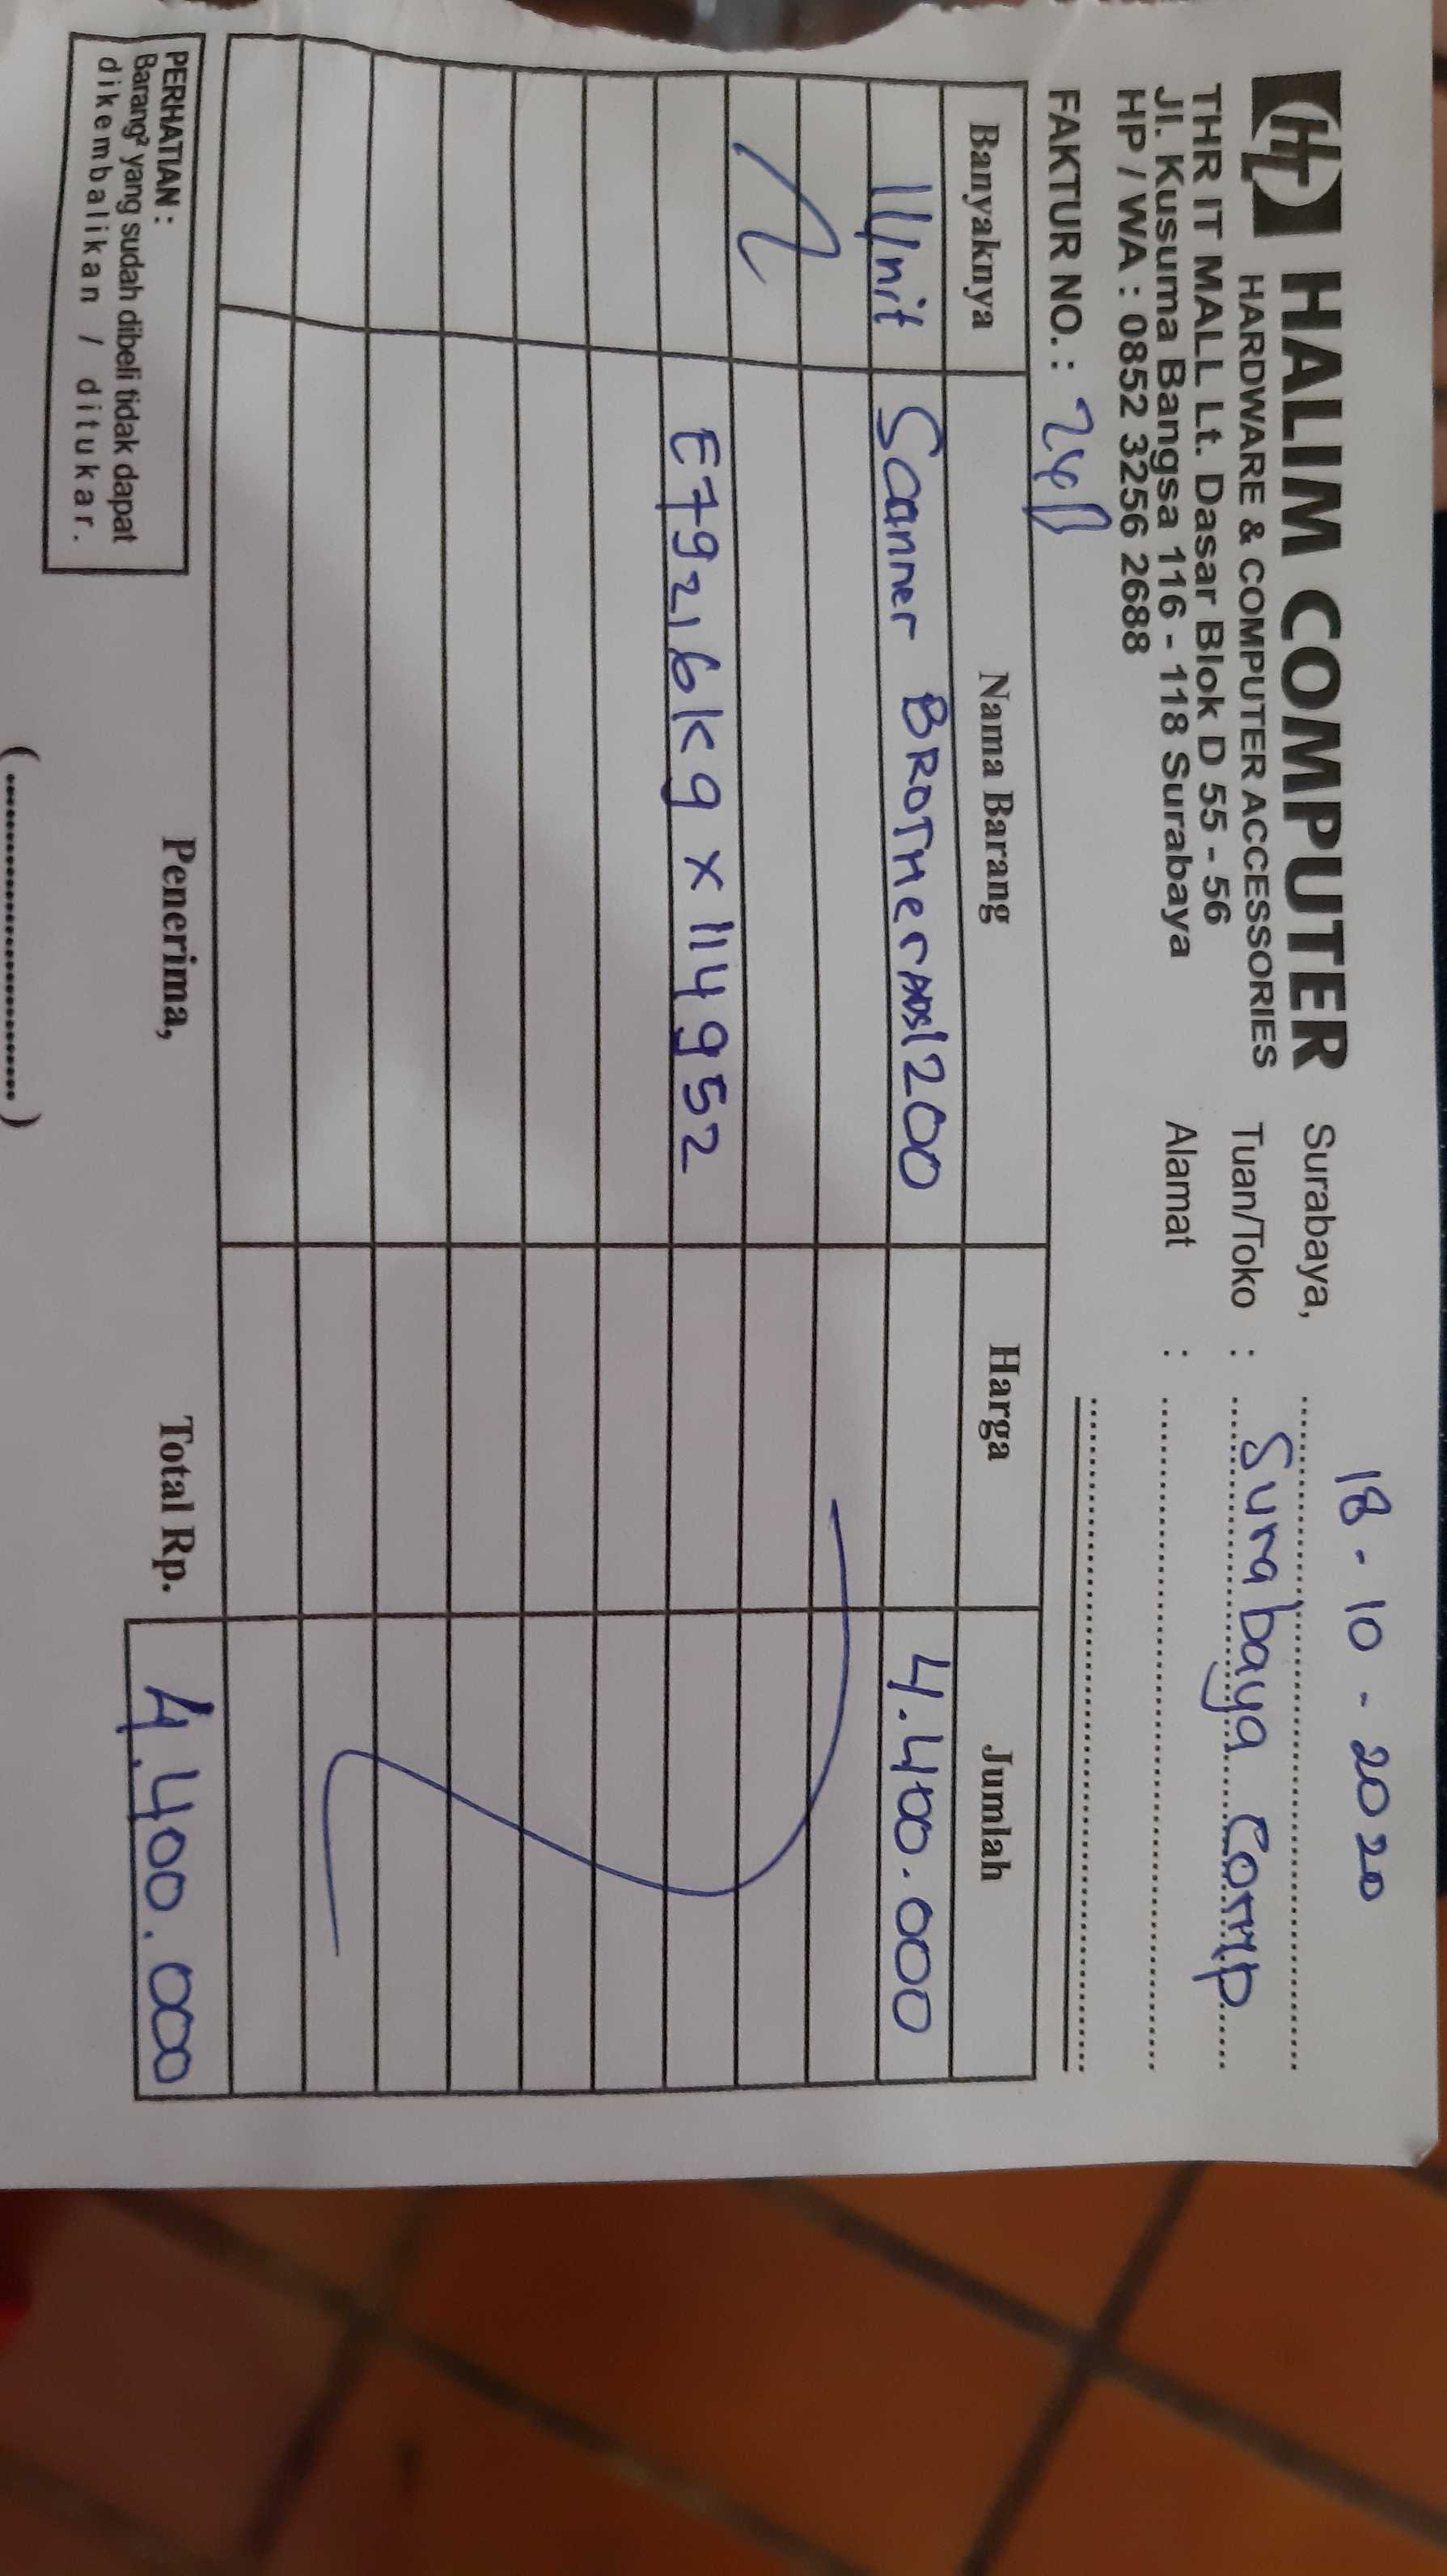 HALIM COMPUTER
HARDWARE & COMPUTER ACCESSORIES
THR IT MALL Lt. Dasar Blok D 55 - 56
Jl. Kusuma Bangsa 116 - 118 Surabaya
HP / WA : 0852 3256 2688
FAKTUR NO. :
Surabaya, 18-10-2020
Tuan/Toko : Surabaya Comp
Alamat :
Banyaknya Nama Barang Harga Jumlah
1 Unit Scanner BROTHer ADS1200 4.400.000
E79216K9X114952
PERHATIAN :
Barang² yang sudah dibeli tidak dapat
dikembalikan / ditukar.
Penerima,
Total Rp. 4.400.000